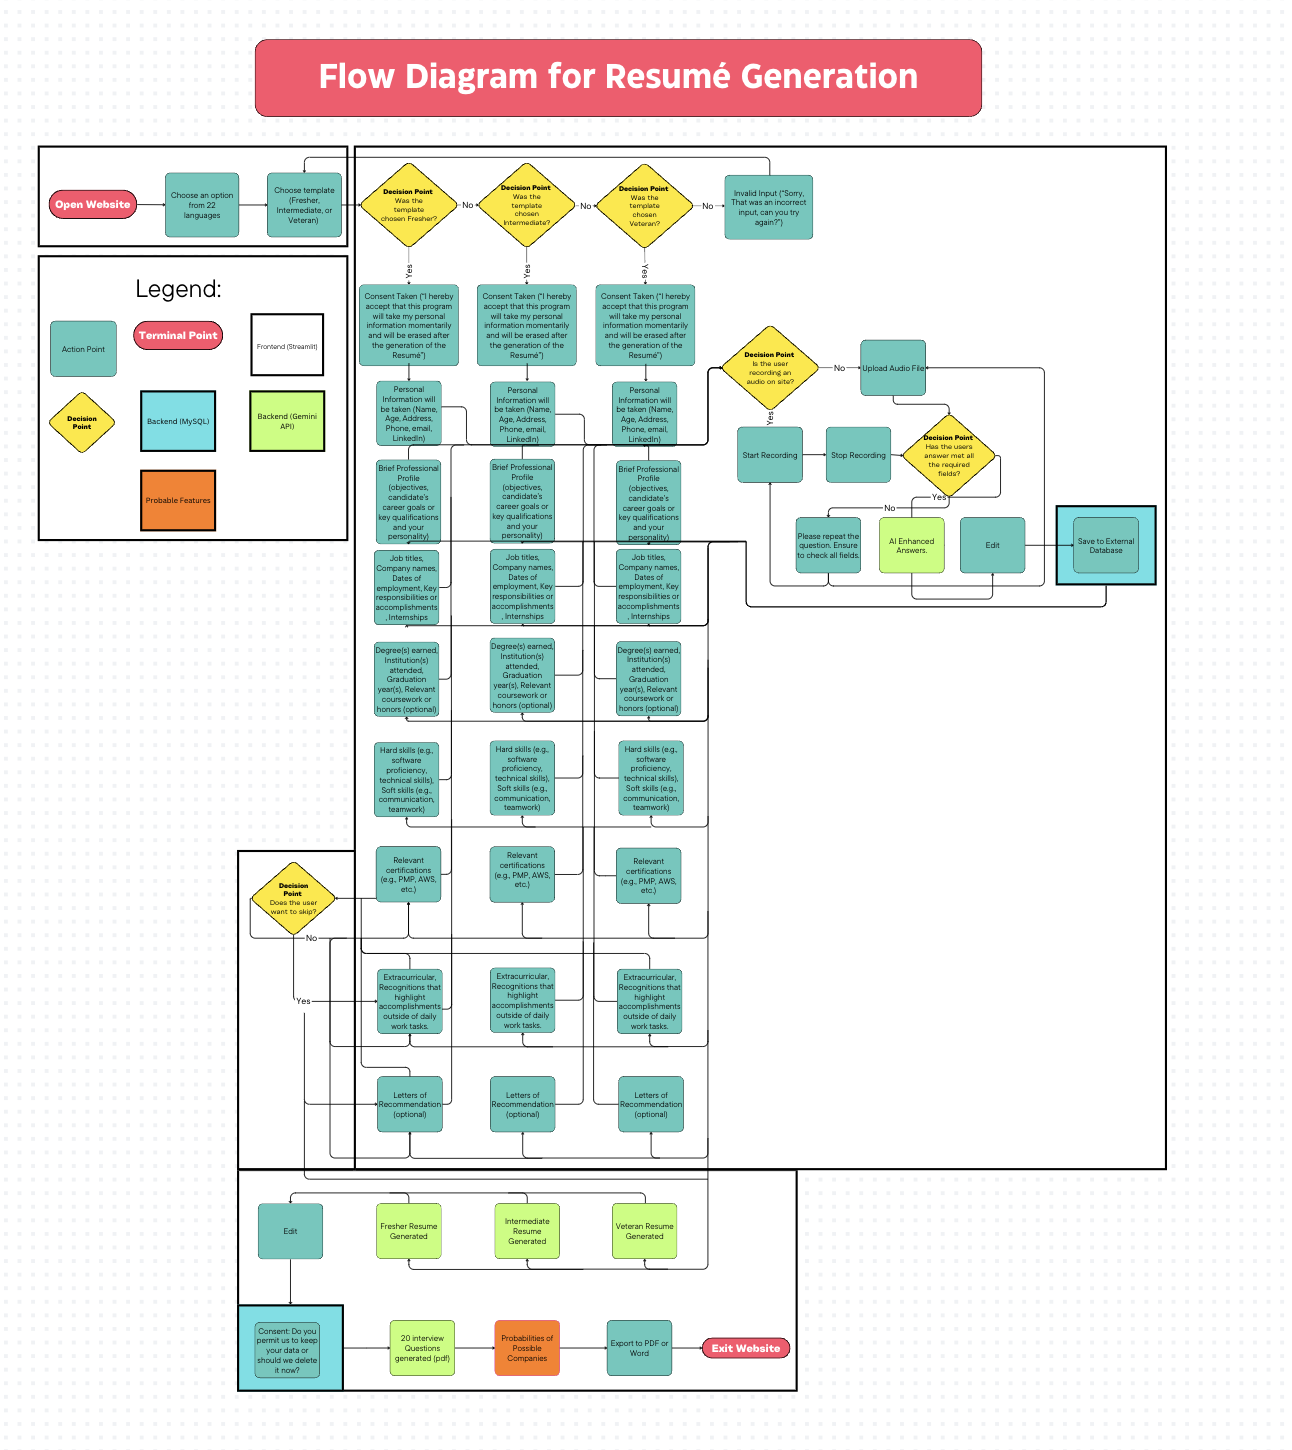 Flow Diagram for Resumé Generation
Open Website
Choose an option
from 22
languages
Choose template
(Fresher,
Intermediate, or
Veteran)
Decision Point
Was the
template
chosen Fresher?
No
Decision Point
Was the
template
chosen
Intermediate?
No
Decision Point
Was the
template
chosen
Veteran?
No
Invalid Input ("Sorry,
That was an incorrect
input, can you try
again?")
Yes
Yes
Yes
Legend:
Action Point
Terminal Point
Frontend (Streamlit)
Decision
Point
Backend (MySQL)
Backend (Gemini
API)
Probable Features
Consent Taken ("I hereby
accept that this program
will take my personal
information momentarily
and will be erased after
the generation of the
Resumé")
Consent Taken ("I hereby
accept that this program
will take my personal
information momentarily
and will be erased after
the generation of the
Resumé")
Consent Taken ("I hereby
accept that this program
will take my personal
information momentarily
and will be erased after
the generation of the
Resumé")
Personal
Information will
be taken (Name,
Age, Address,
Phone, email,
LinkedIn)
Personal
Information will
be taken (Name,
Age, Address,
Phone, email,
LinkedIn)
Personal
Information will
be taken (Name,
Age, Address,
Phone, email,
LinkedIn)
Decision Point
Is the user
recording an
audio on site?
No
Upload Audio File
Yes
Start Recording
Stop Recording
Decision Point
Has the users
answer met all
the required
fields?
Yes
No
Please repeat the
question. Ensure
to check all fields.
AI Enhanced
Answers.
Edit
Save to External
Database
Brief Professional
Profile
(objectives,
candidate's
career goals or
key qualifications
and your
personality)
Brief Professional
Profile
(objectives,
candidate's
career goals or
key qualifications
and your
personality)
Brief Professional
Profile
(objectives,
candidate's
career goals or
key qualifications
and your
personality)
Job titles,
Company names,
Dates of
employment, Key
responsibilities or
accomplishments
, Internships
Job titles,
Company names,
Dates of
employment, Key
responsibilities or
accomplishments
, Internships
Job titles,
Company names,
Dates of
employment, Key
responsibilities or
accomplishments
, Internships
Degree(s) earned,
Institution(s)
attended,
Graduation
year(s), Relevant
coursework or
honors (optional)
Degree(s) earned,
Institution(s)
attended,
Graduation
year(s), Relevant
coursework or
honors (optional)
Degree(s) earned,
Institution(s)
attended,
Graduation
year(s), Relevant
coursework or
honors (optional)
Hard skills (e.g.,
software
proficiency,
technical skills),
Soft skills (e.g.,
communication,
teamwork)
Hard skills (e.g.,
software
proficiency,
technical skills),
Soft skills (e.g.,
communication,
teamwork)
Hard skills (e.g.,
software
proficiency,
technical skills),
Soft skills (e.g.,
communication,
teamwork)
Decision
Point
Does the user
want to skip?
No
Yes
Relevant
certifications
(e.g., PMP, AWS,
etc.)
Relevant
certifications
(e.g., PMP, AWS,
etc.)
Relevant
certifications
(e.g., PMP, AWS,
etc.)
Extracurricular,
Recognitions that
highlight
accomplishments
outside of daily
work tasks.
Extracurricular,
Recognitions that
highlight
accomplishments
outside of daily
work tasks.
Extracurricular,
Recognitions that
highlight
accomplishments
outside of daily
work tasks.
Letters of
Recommendation
(optional)
Letters of
Recommendation
(optional)
Letters of
Recommendation
(optional)
Edit
Fresher Resume
Generated
Intermediate
Resume
Generated
Veteran Resume
Generated
Consent: Do you
permit us to keep
your data or
should we delete
it now?
20 interview
Questions
generated (pdf)
Probabilities of
Possible
Companies
Export to PDF or
Word
Exit Website